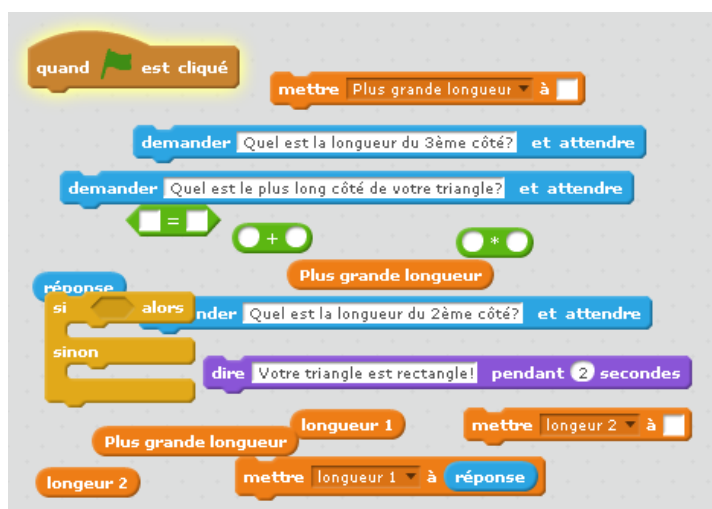 quand est cliqué
mettre Plus grande longueur à
demander Quel est la longueur du 3ème côté? et attendre
demander Quel est le plus long côté de votre triangle? et attendre
=
+
*
Plus grande longueur
réponse
si alors
nder Quel est la longueur du 2ème côté? et attendre
sinon
dire Votre triangle est rectangle! pendant 2 secondes
longueur 1
mettre longeur 2 à
Plus grande longueur
longeur 2
mettre longueur 1 à réponse